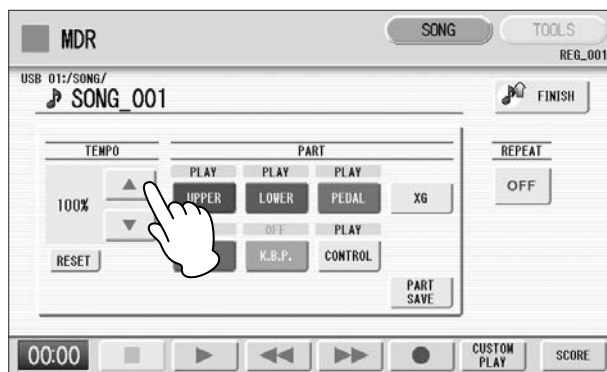 MDR
SONG
TOOLS
REG_001
USB 01:/SONG/
SONG_001
FINISH
TEMPO
PART
REPEAT
PLAY PLAY PLAY
100%
UPPER LOWER PEDAL XG
OFF
OFF PLAY
RESET
K.B.P. CONTROL
PART
SAVE
00:00
CUSTOM
PLAY
SCORE